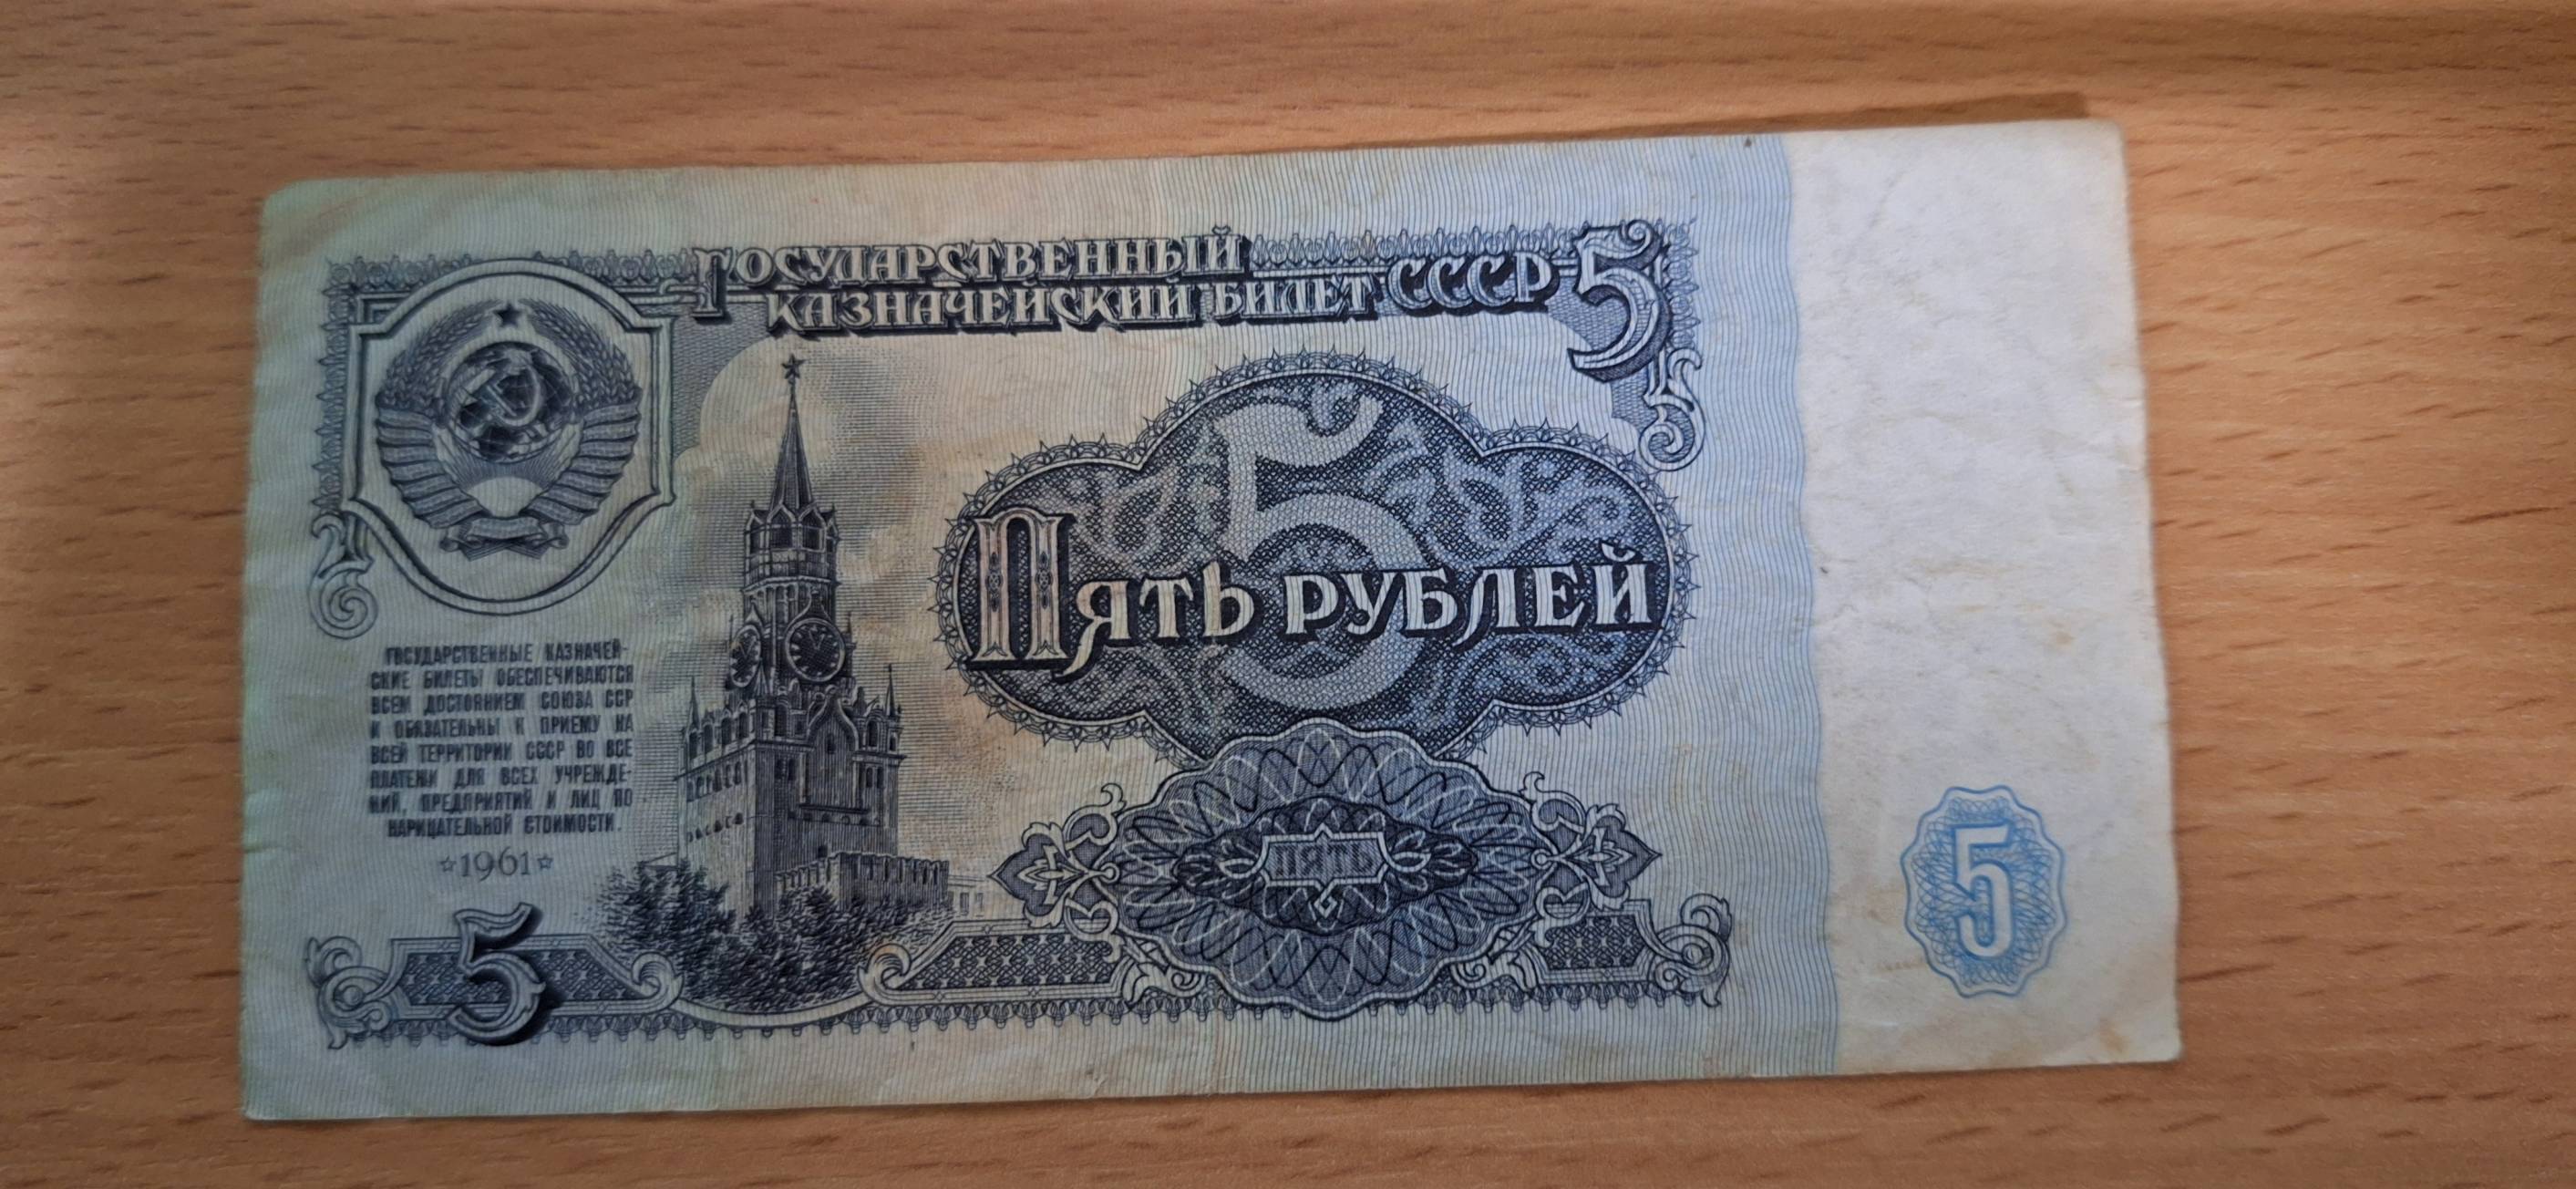 ГОСУДАРСТВЕННЫЙ
КАЗНАЧЕЙСКИЙ БИЛЕТ СССР 5
5
ПЯТЬ РУБЛЕЙ
ГОСУДАРСТВЕННЫЕ КАЗНАЧЕЙ-
СКИЕ БИЛЕТЫ ОБЕСПЕЧИВАЮТСЯ
ВСЕМ ДОСТОЯНИЕМ СОЮЗА ССР
И ОБЯЗАТЕЛЬНЫ К ПРИЕМУ НА
ВСЕЙ ТЕРРИТОРИИ СССР ВО ВСЕ
ПЛАТЕЖИ ДЛЯ ВСЕХ УЧРЕЖДЕ-
НИЙ, ПРЕДПРИЯТИЙ И ЛИЦ ПО
НАРИЦАТЕЛЬНОЙ СТОИМОСТИ.
☆1961☆
ПЯТЬ
5
5